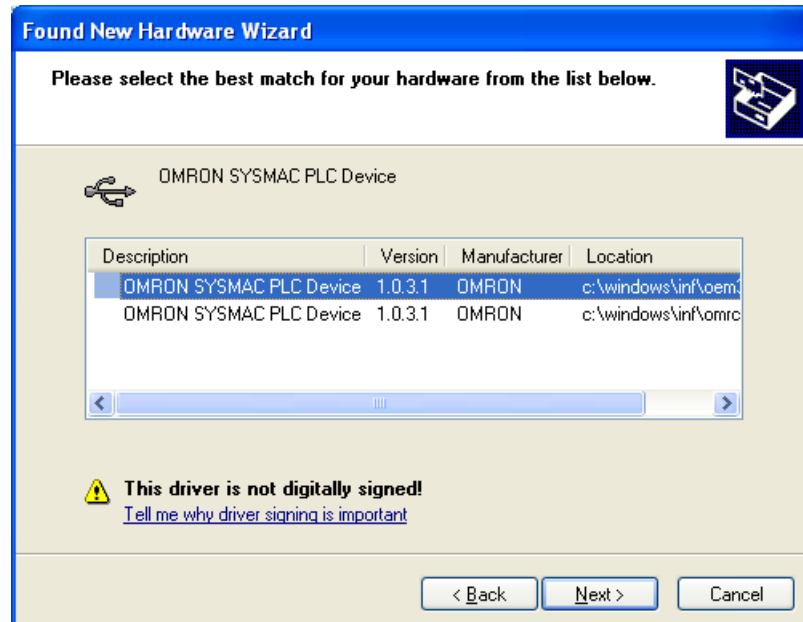 Found New Hardware Wizard
Please select the best match for your hardware from the list below.
OMRON SYSMAC PLC Device
Description Version Manufacturer Location
OMRON SYSMAC PLC Device 1.0.3.1 OMRON c:\windows\inf\oem3
OMRON SYSMAC PLC Device 1.0.3.1 OMRON c:\windows\inf\omrc
This driver is not digitally signed!
Tell me why driver signing is important
< Back Next > Cancel